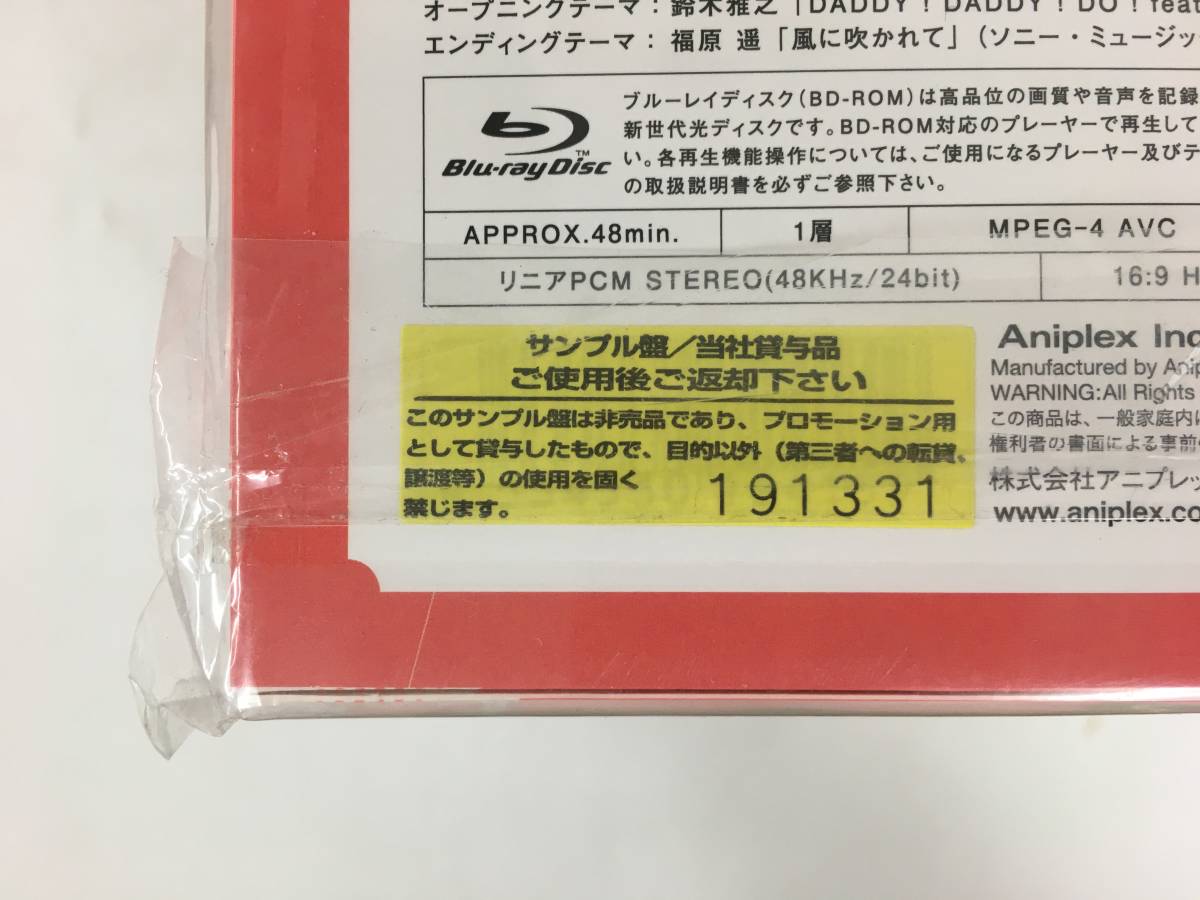 オープニングテーマ：鈴木雅之「DADDY！DADDY！DO！feat
エンディングテーマ：福原 遥「風に吹かれて」（ソニー・ミュージッ
Blu-ray Disc™
ブルーレイディスク（BD-ROM）は高品位の画質や音声を記録
新世代光ディスクです。BD-ROM対応のプレーヤーで再生して
い。各再生機能操作については、ご使用になるプレーヤー及びテ
の取扱説明書を必ずご参照下さい。
APPROX.48min. 1層 MPEG-4 AVC
リニアPCM STEREO(48KHz/24bit) 16:9 H
サンプル盤／当社貸与品
ご使用後ご返却下さい
このサンプル盤は非売品であり、プロモーション用
として貸与したもので、目的以外（第三者への転貸、
譲渡等）の使用を固く
禁じます。 191331
Aniplex Inc
Manufactured by Anip
WARNING:All Rights
この商品は、一般家庭内に
権利者の書面による事前
株式会社アニプレッ
www.aniplex.co